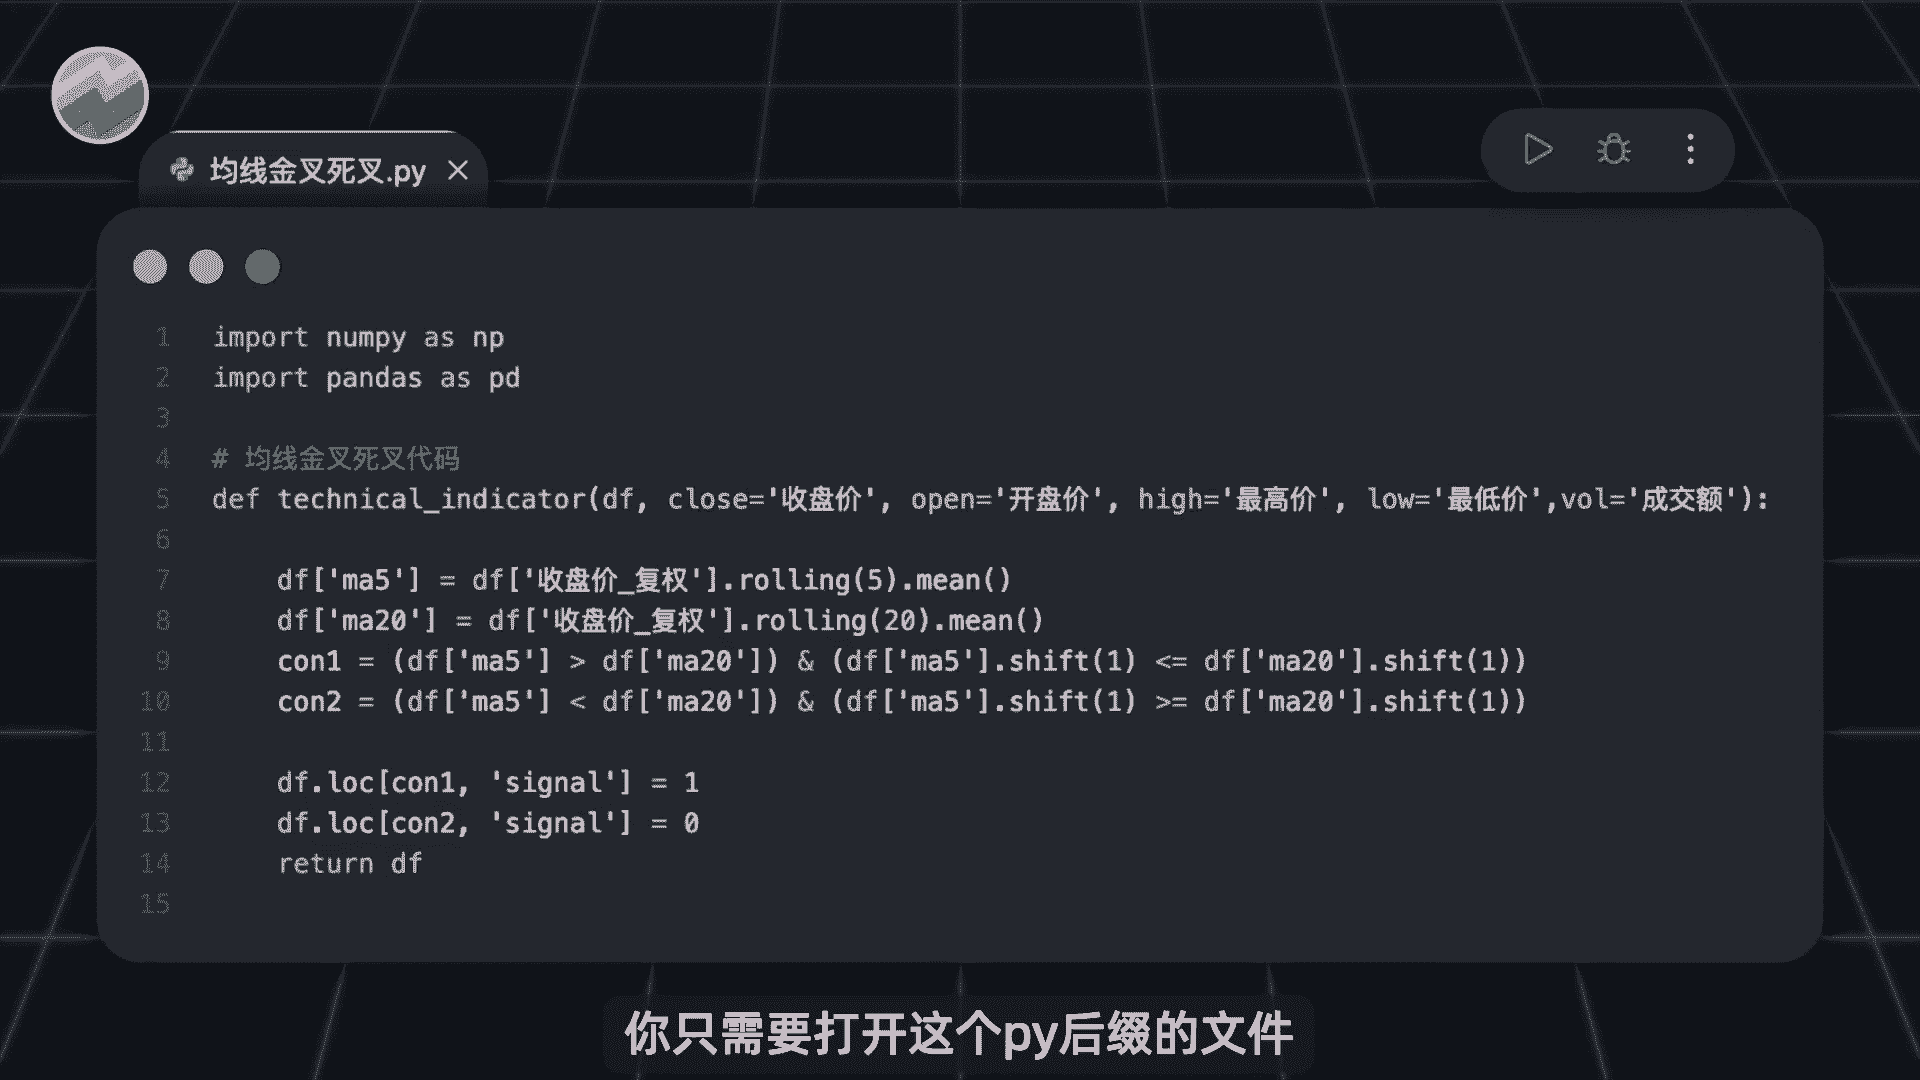 均线金叉死叉.py
1 import numpy as np
2 import pandas as pd
3
4 # 均线金叉死叉代码
5 def technical_indicator(df, close='收盘价', open='开盘价', high='最高价', low='最低价',vol='成交额'):
6
7     df['ma5'] = df['收盘价_复权'].rolling(5).mean()
8     df['ma20'] = df['收盘价_复权'].rolling(20).mean()
9     con1 = (df['ma5'] > df['ma20']) & (df['ma5'].shift(1) <= df['ma20'].shift(1))
10     con2 = (df['ma5'] < df['ma20']) & (df['ma5'].shift(1) >= df['ma20'].shift(1))
11
12     df.loc[con1, 'signal'] = 1
13     df.loc[con2, 'signal'] = 0
14     return df
15
你只需要打开这个py后缀的文件